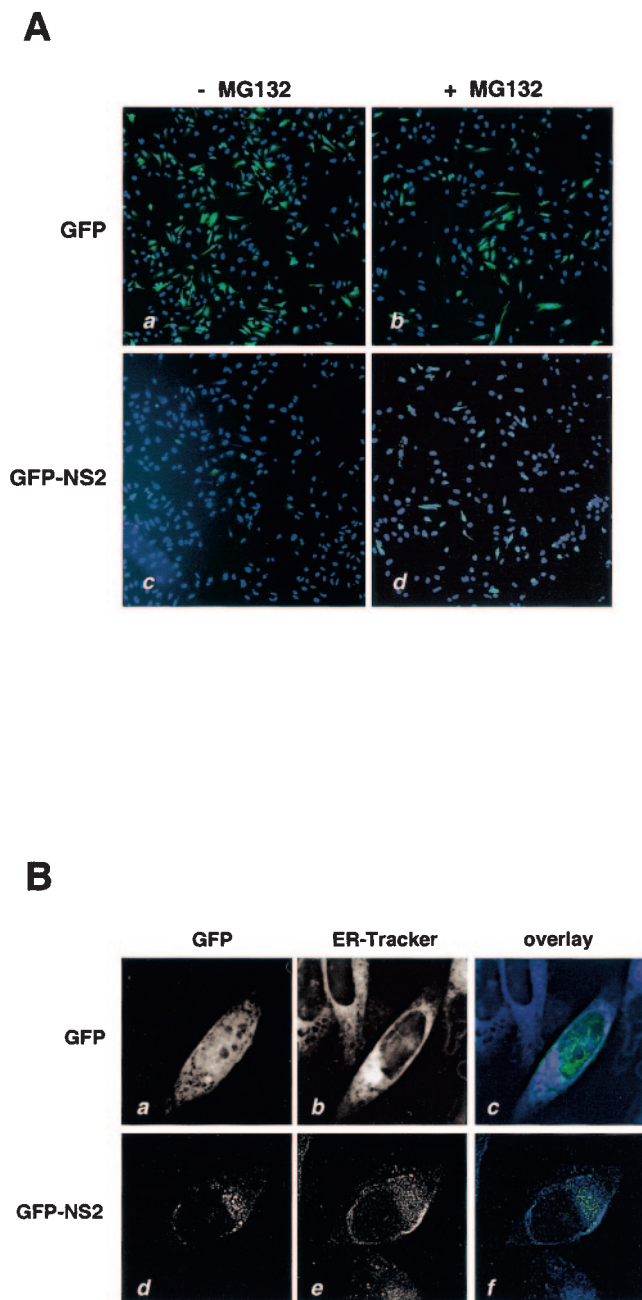 A
- MG132
+ MG132
GFP
a
b
GFP-NS2
c
d
B
GFP
ER-Tracker
overlay
GFP
a
b
c
GFP-NS2
d
e
f